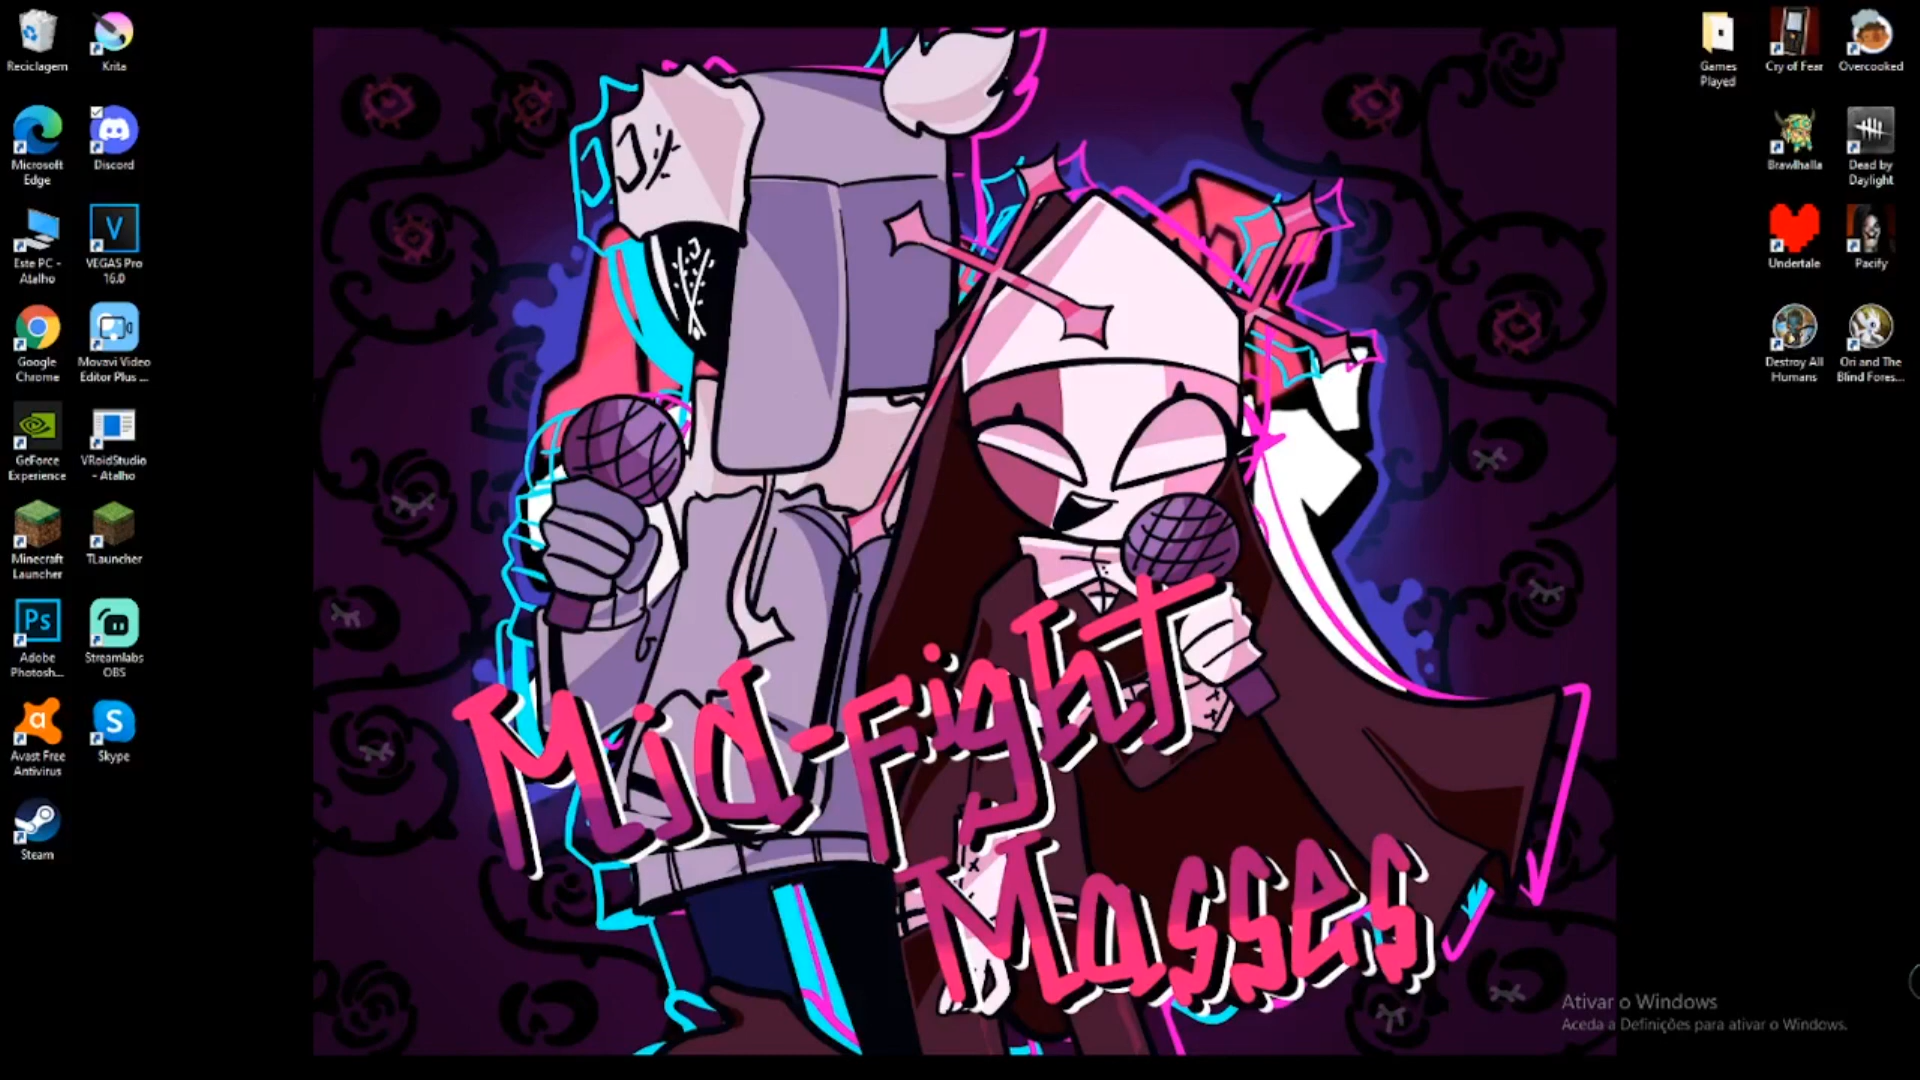 Reciclagem
Krita
Microsoft
Edge
Discord
Este PC -
Atalho
VEGAS Pro
16.0
Google
Chrome
Movavi Video
Editor Plus ...
GeForce
Experience
VRoidStudio
- Atalho
Minecraft
Launcher
TLauncher
Ps
Adobe
Photosh...
Streamlabs
OBS
Avast Free
Antivirus
Skype
Steam
Mid-Fight
Masses
Games
Played
Cry of Fear
Overcooked
Brawlhalla
Dead by
Daylight
Undertale
Pacify
Destroy All
Humans
Ori and The
Blind Fores...
Ativar o Windows
Aceda a Definições para ativar o Windows.